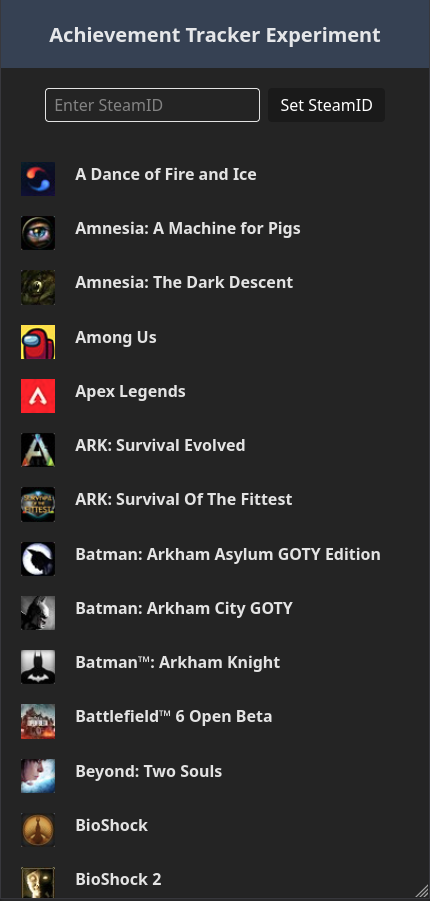 Achievement Tracker Experiment
Enter SteamID
Set SteamID
A Dance of Fire and Ice
Amnesia: A Machine for Pigs
Amnesia: The Dark Descent
Among Us
Apex Legends
ARK: Survival Evolved
ARK: Survival Of The Fittest
Batman: Arkham Asylum GOTY Edition
Batman: Arkham City GOTY
Batman™: Arkham Knight
Battlefield™ 6 Open Beta
Beyond: Two Souls
BioShock
BioShock 2